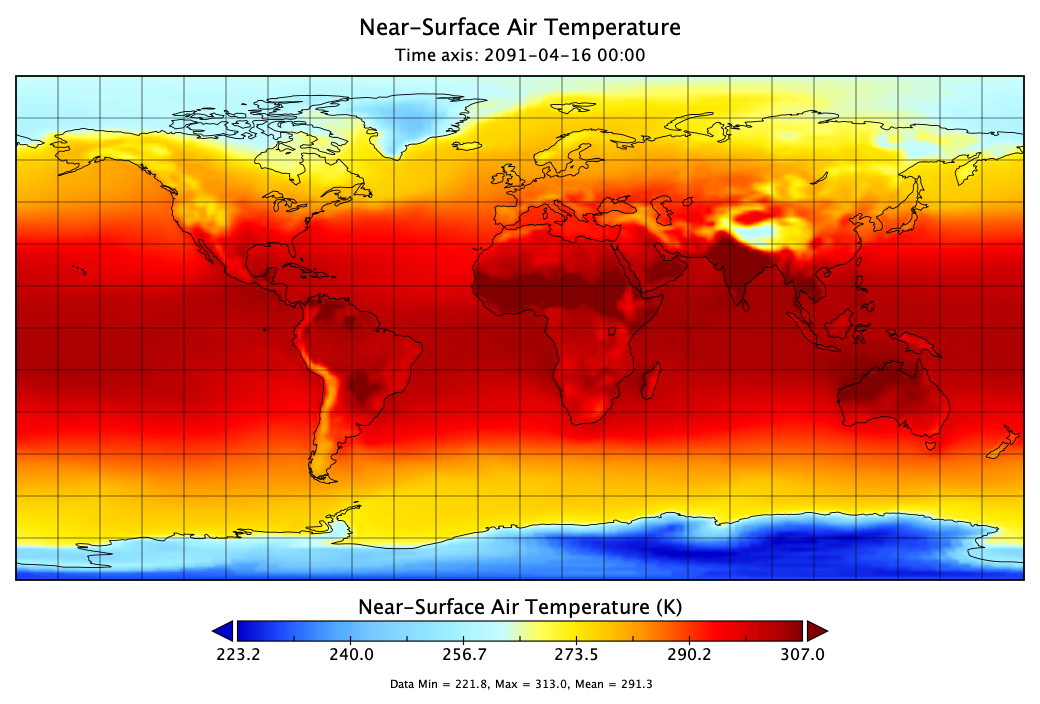 Near-Surface Air Temperature
Time axis: 2091-04-16 00:00
Near-Surface Air Temperature (K)
223.2 240.0 256.7 273.5 290.2 307.0
Data Min = 221.8, Max = 313.0, Mean = 291.3